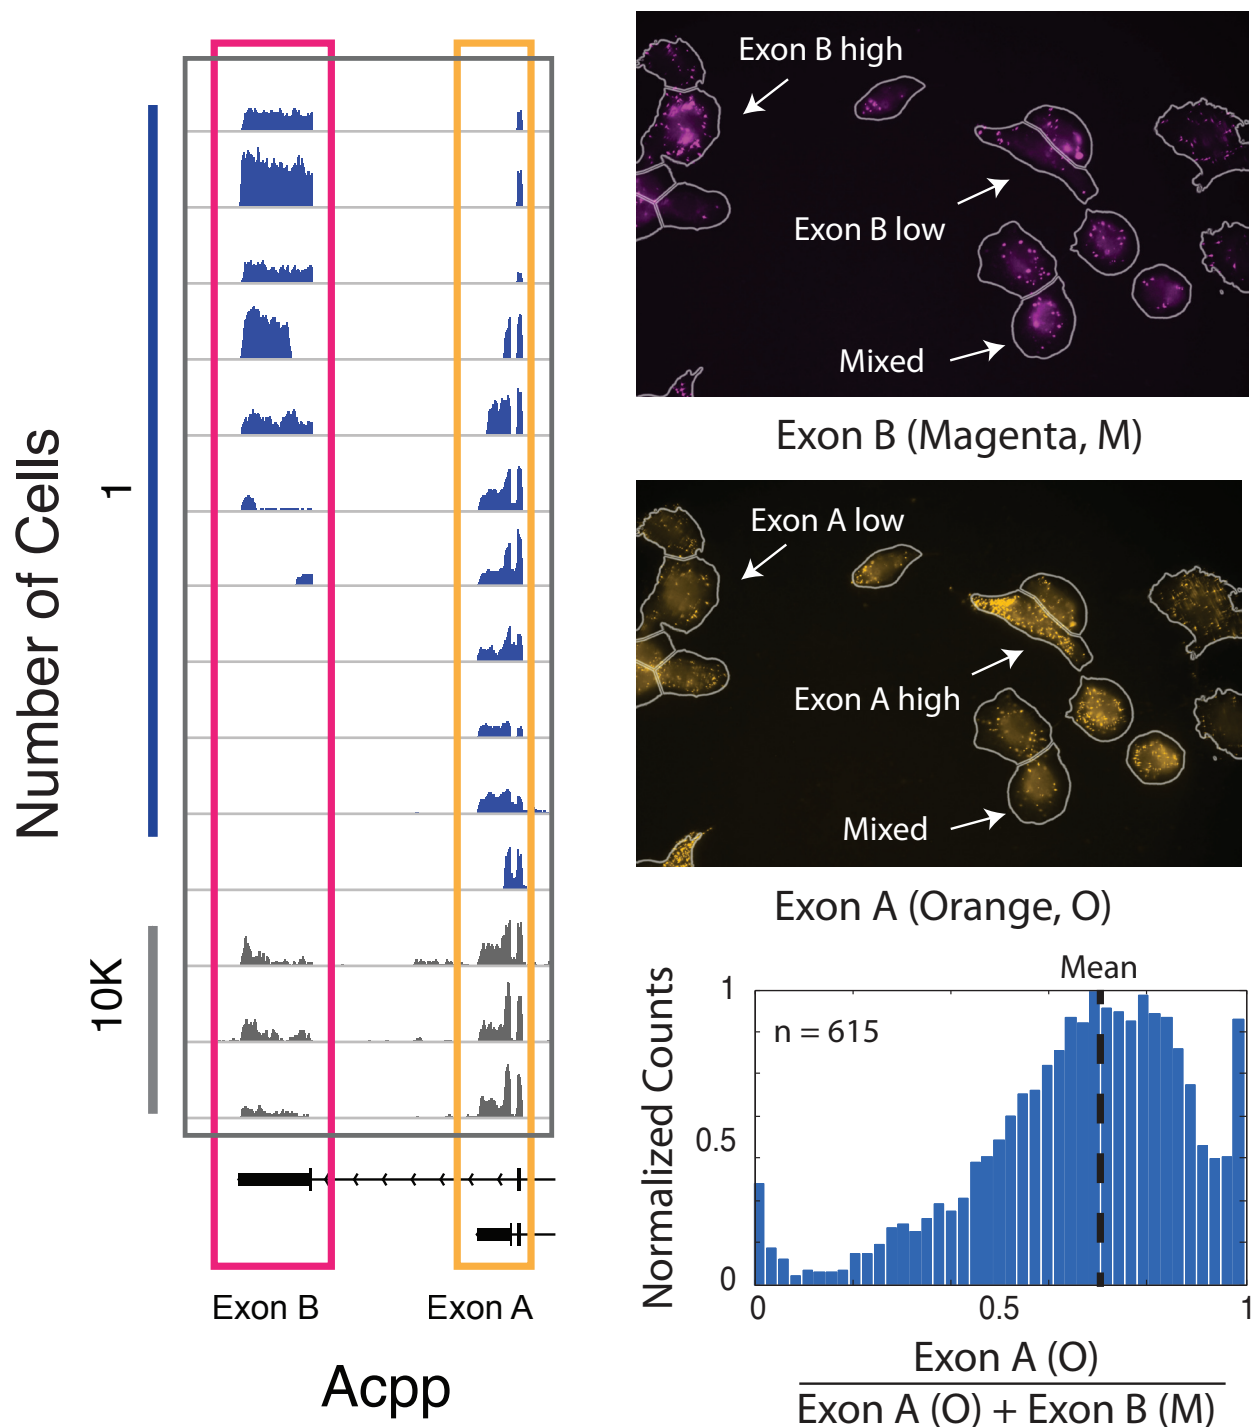 Number of Cells
1
10K
Exon B
Exon A
Acpp
Exon B high
Exon B low
Mixed
Exon B (Magenta, M)
Exon A low
Exon A high
Mixed
Exon A (Orange, O)
Mean
n = 615
Normalized Counts
1
0.5
0
0
0.5
1
Exon A (O)
Exon A (O) + Exon B (M)